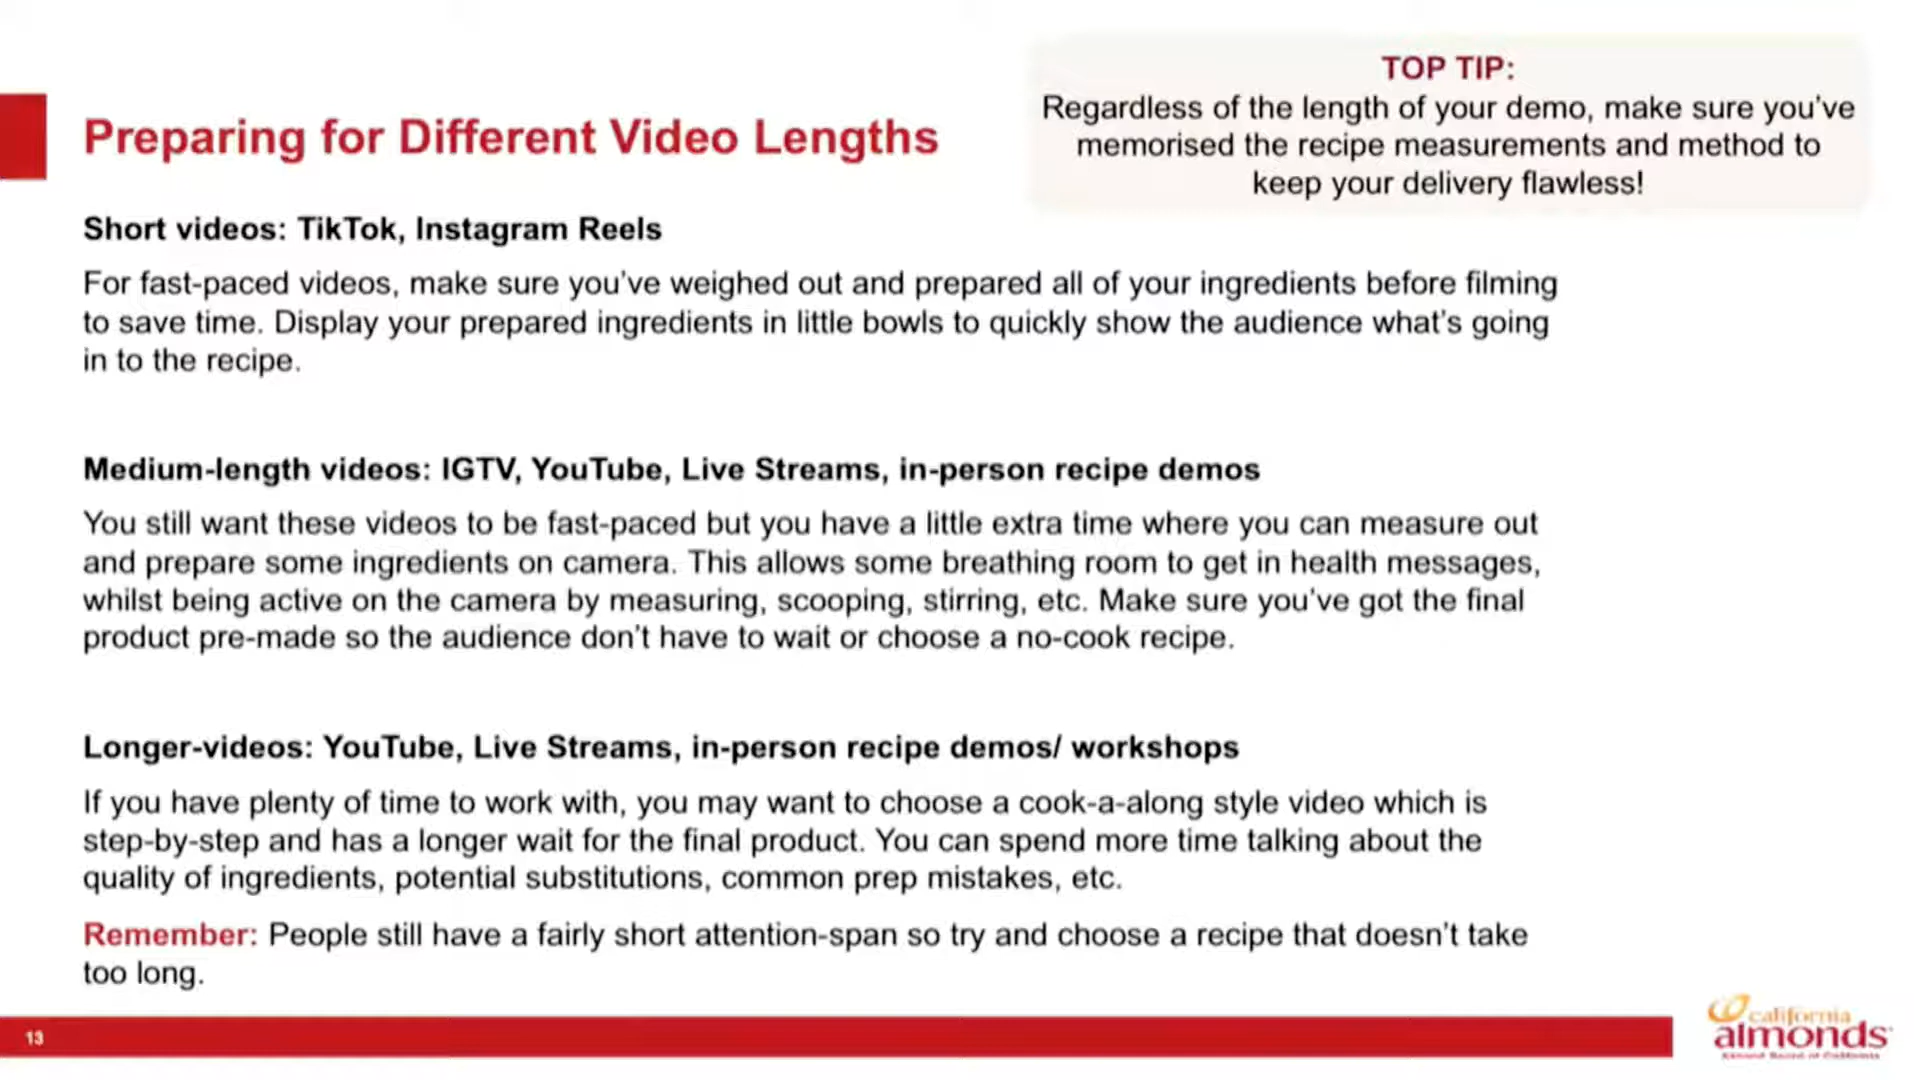 TOP TIP:
Regardless of the length of your demo, make sure you've
memorised the recipe measurements and method to
keep your delivery flawless!
Preparing for Different Video Lengths
Short videos: TikTok, Instagram Reels
For fast-paced videos, make sure you've weighed out and prepared all of your ingredients before filming
to save time. Display your prepared ingredients in little bowls to quickly show the audience what's going
in to the recipe.
Medium-length videos: IGTV, YouTube, Live Streams, in-person recipe demos
You still want these videos to be fast-paced but you have a little extra time where you can measure out
and prepare some ingredients on camera. This allows some breathing room to get in health messages,
whilst being active on the camera by measuring, scooping, stirring, etc. Make sure you've got the final
product pre-made so the audience don't have to wait or choose a no-cook recipe.
Longer-videos: YouTube, Live Streams, in-person recipe demos/ workshops
If you have plenty of time to work with, you may want to choose a cook-a-along style video which is
step-by-step and has a longer wait for the final product. You can spend more time talking about the
quality of ingredients, potential substitutions, common prep mistakes, etc.
Remember: People still have a fairly short attention-span so try and choose a recipe that doesn't take
too long.
13
california
almonds
Almond Board of California